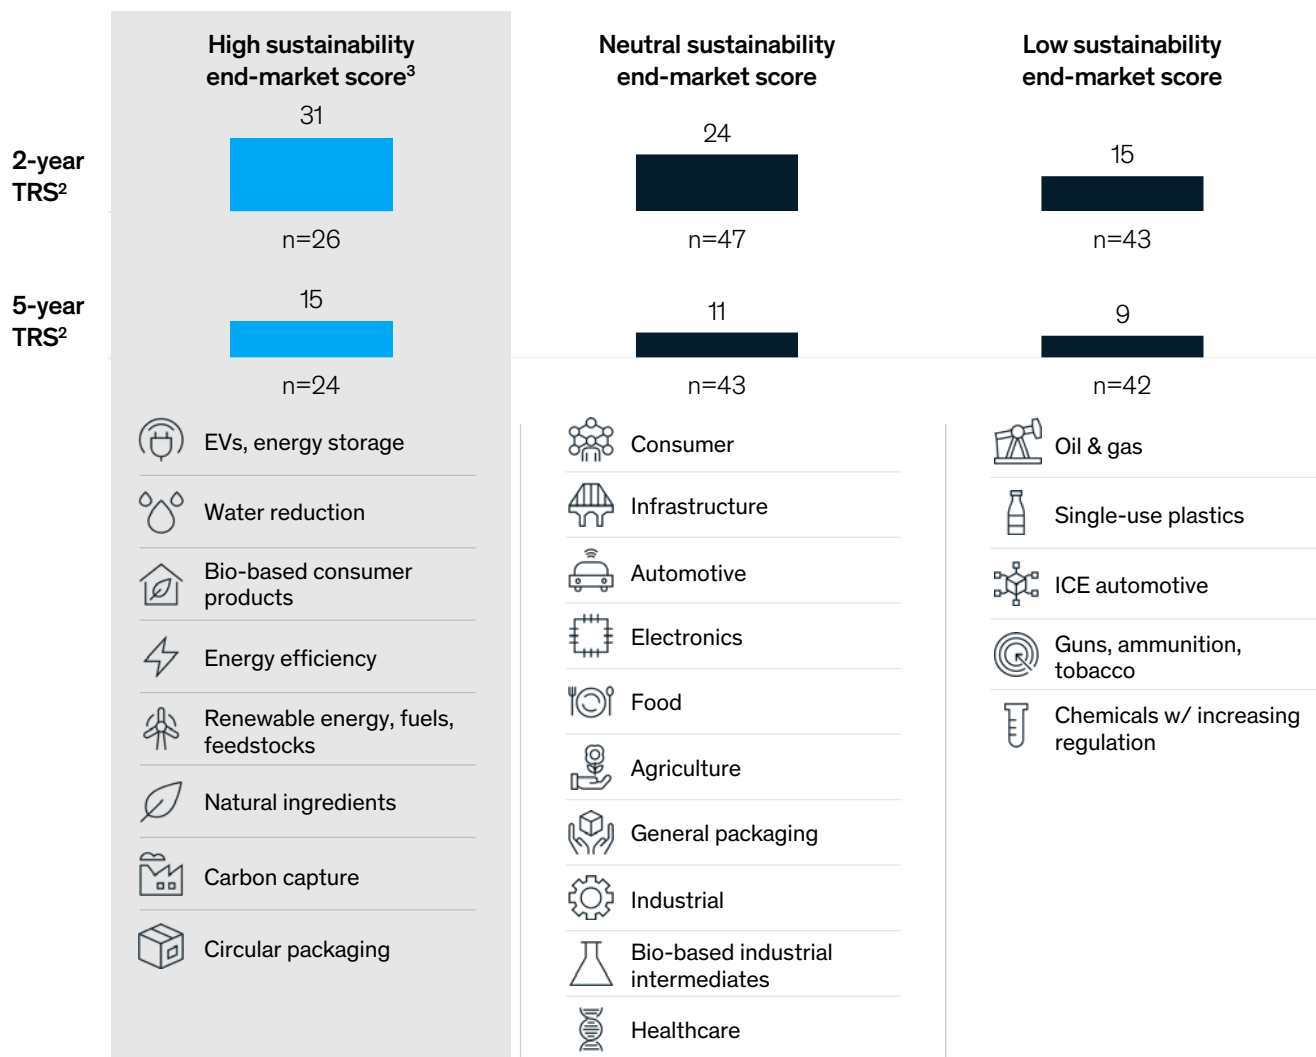 High sustainability
end-market score³
Neutral sustainability
end-market score
Low sustainability
end-market score
2-year
TRS²
31
24
15
n=26
n=47
n=43
5-year
TRS²
15
11
9
n=24
n=43
n=42
EVs, energy storage
Water reduction
Bio-based consumer
products
Energy efficiency
Renewable energy, fuels,
feedstocks
Natural ingredients
Carbon capture
Circular packaging
Consumer
Infrastructure
Automotive
Electronics
Food
Agriculture
General packaging
Industrial
Bio-based industrial
intermediates
Healthcare
Oil & gas
Single-use plastics
ICE automotive
Guns, ammunition,
tobacco
Chemicals w/ increasing
regulation